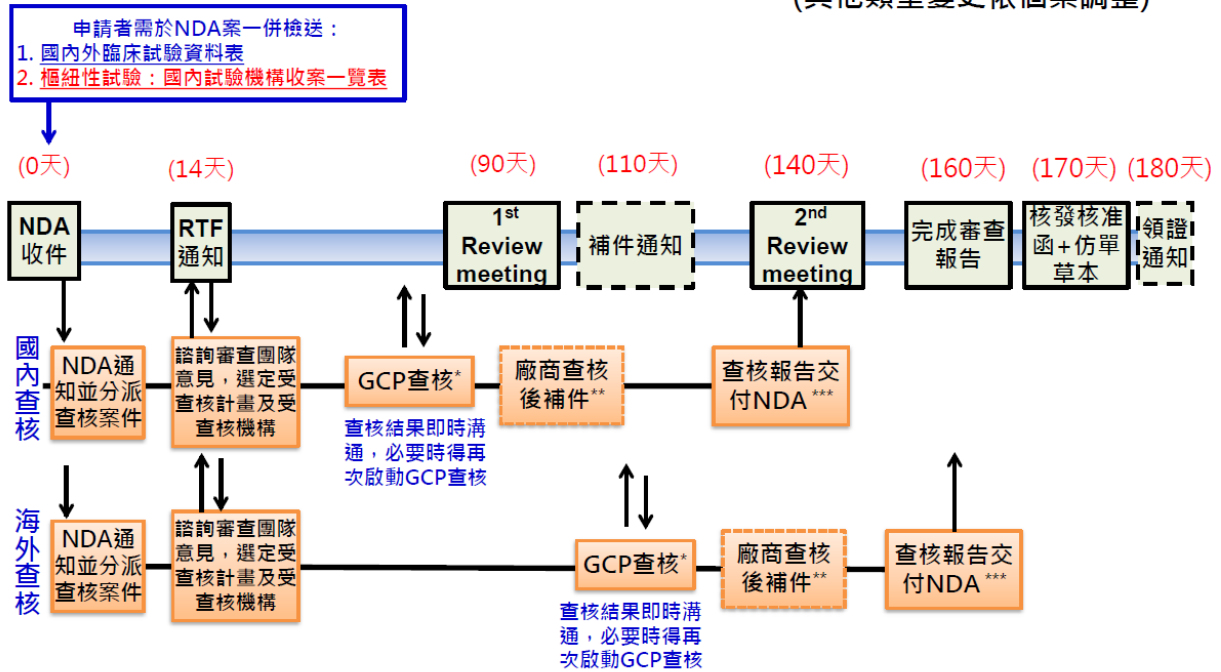 (其他類型變更依個案調整)
申請者需於NDA案一併檢送：
1. 國內外臨床試驗資料表
2. 樞紐性試驗：國內試驗機構收案一覽表
(0天)
(14天)
(90天)
(110天)
(140天)
(160天)
(170天)
(180天)
NDA
收件
RTF
通知
1st
Review
meeting
補件通知
2nd
Review
meeting
完成審查
報告
核發核准
函+仿單
草本
領證
通知
國內查核
NDA通
知並分派
查核案件
諮詢審查團隊
意見，選定受
查核計畫及受
查核機構
GCP查核*
查核結果即時溝
通，必要時得再
次啟動GCP查核
廠商查核
後補件**
查核報告交
付NDA***
海外查核
NDA通
知並分派
查核案件
諮詢審查團隊
意見，選定受
查核計畫及受
查核機構
GCP查核*
查核結果即時溝
通，必要時得再
次啟動GCP查核
廠商查核
後補件**
查核報告交
付NDA***